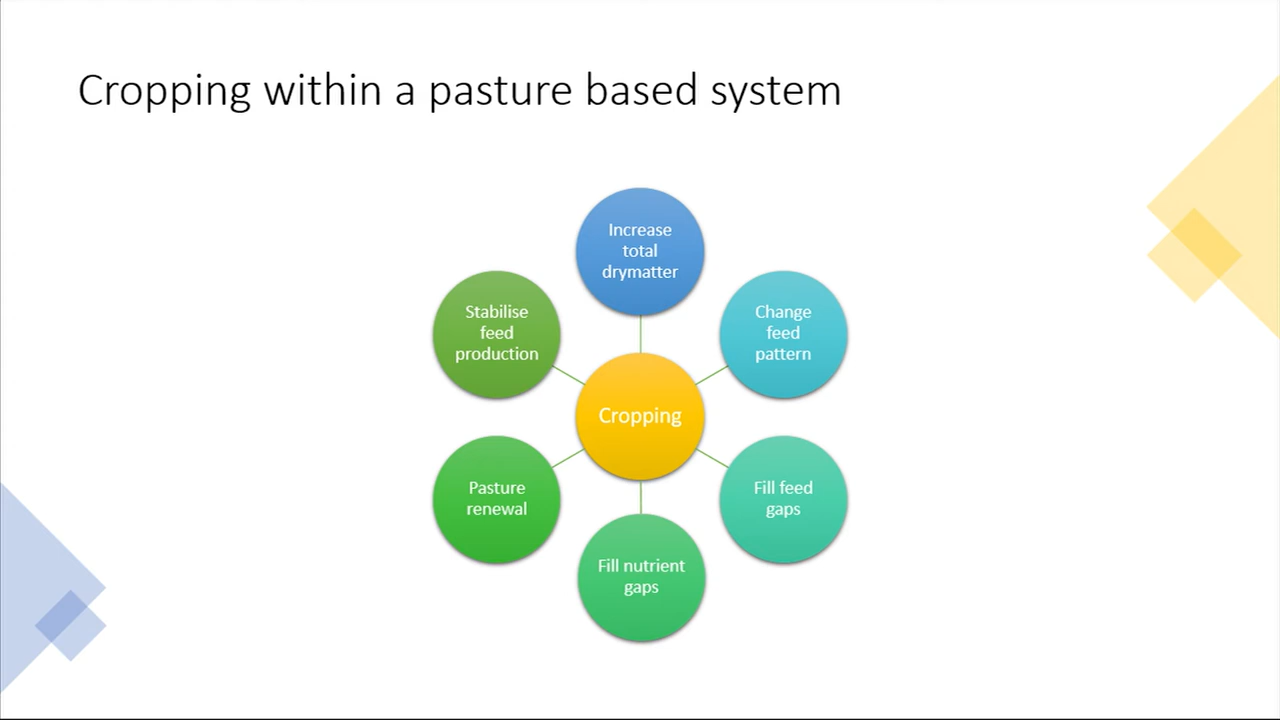 Cropping within a pasture based system
Increase
total
drymatter
Change
feed
pattern
Fill feed
gaps
Fill nutrient
gaps
Pasture
renewal
Stabilise
feed
production
Cropping